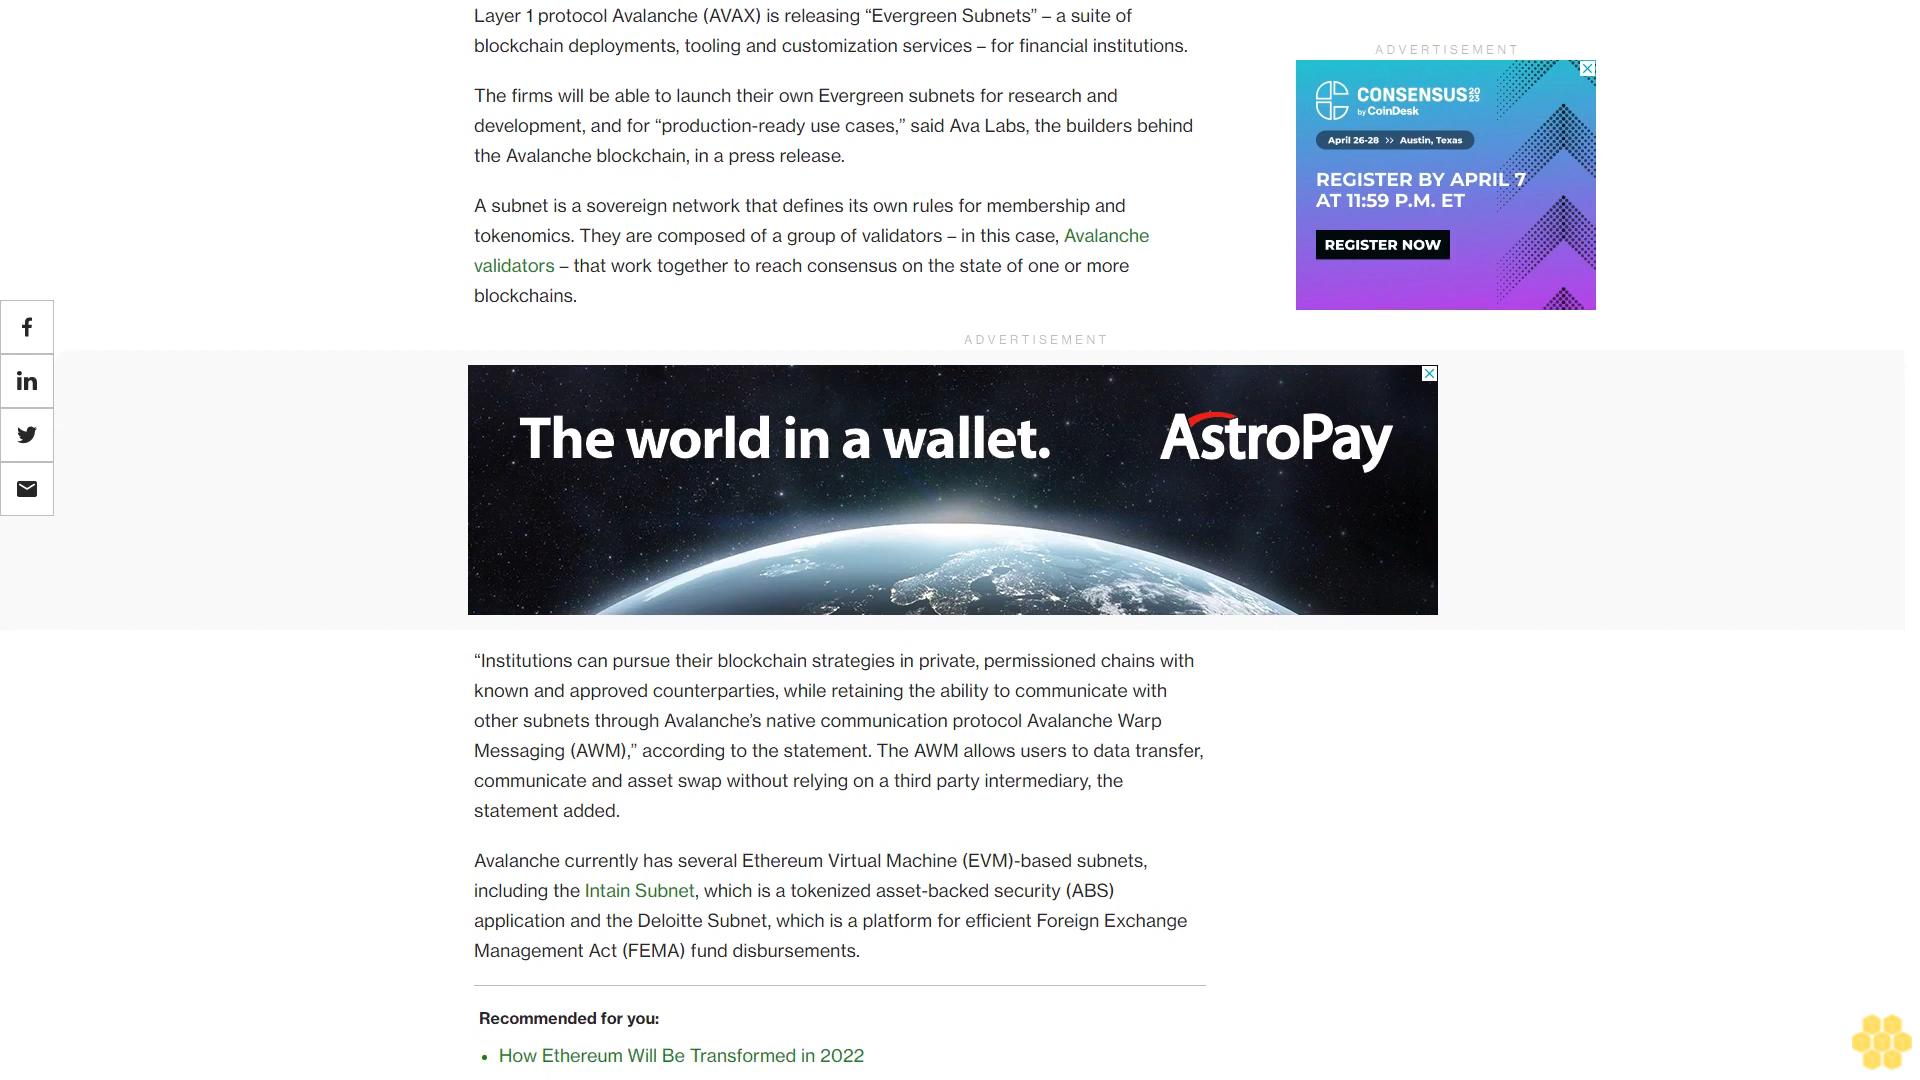 Layer 1 protocol Avalanche (AVAX) is releasing “Evergreen Subnets” – a suite of
blockchain deployments, tooling and customization services – for financial institutions.
The firms will be able to launch their own Evergreen subnets for research and
development, and for “production-ready use cases,” said Ava Labs, the builders behind
the Avalanche blockchain, in a press release.
A subnet is a sovereign network that defines its own rules for membership and
tokenomics. They are composed of a group of validators – in this case, Avalanche
validators – that work together to reach consensus on the state of one or more
blockchains.
ADVERTISEMENT
CONSENSUS 2023
by CoinDesk
April 26-28 >> Austin, Texas
REGISTER BY APRIL 7
AT 11:59 P.M. ET
REGISTER NOW
ADVERTISEMENT
The world in a wallet.
AstroPay
“Institutions can pursue their blockchain strategies in private, permissioned chains with
known and approved counterparties, while retaining the ability to communicate with
other subnets through Avalanche’s native communication protocol Avalanche Warp
Messaging (AWM),” according to the statement. The AWM allows users to data transfer,
communicate and asset swap without relying on a third party intermediary, the
statement added.
Avalanche currently has several Ethereum Virtual Machine (EVM)-based subnets,
including the Intain Subnet, which is a tokenized asset-backed security (ABS)
application and the Deloitte Subnet, which is a platform for efficient Foreign Exchange
Management Act (FEMA) fund disbursements.
Recommended for you:
• How Ethereum Will Be Transformed in 2022